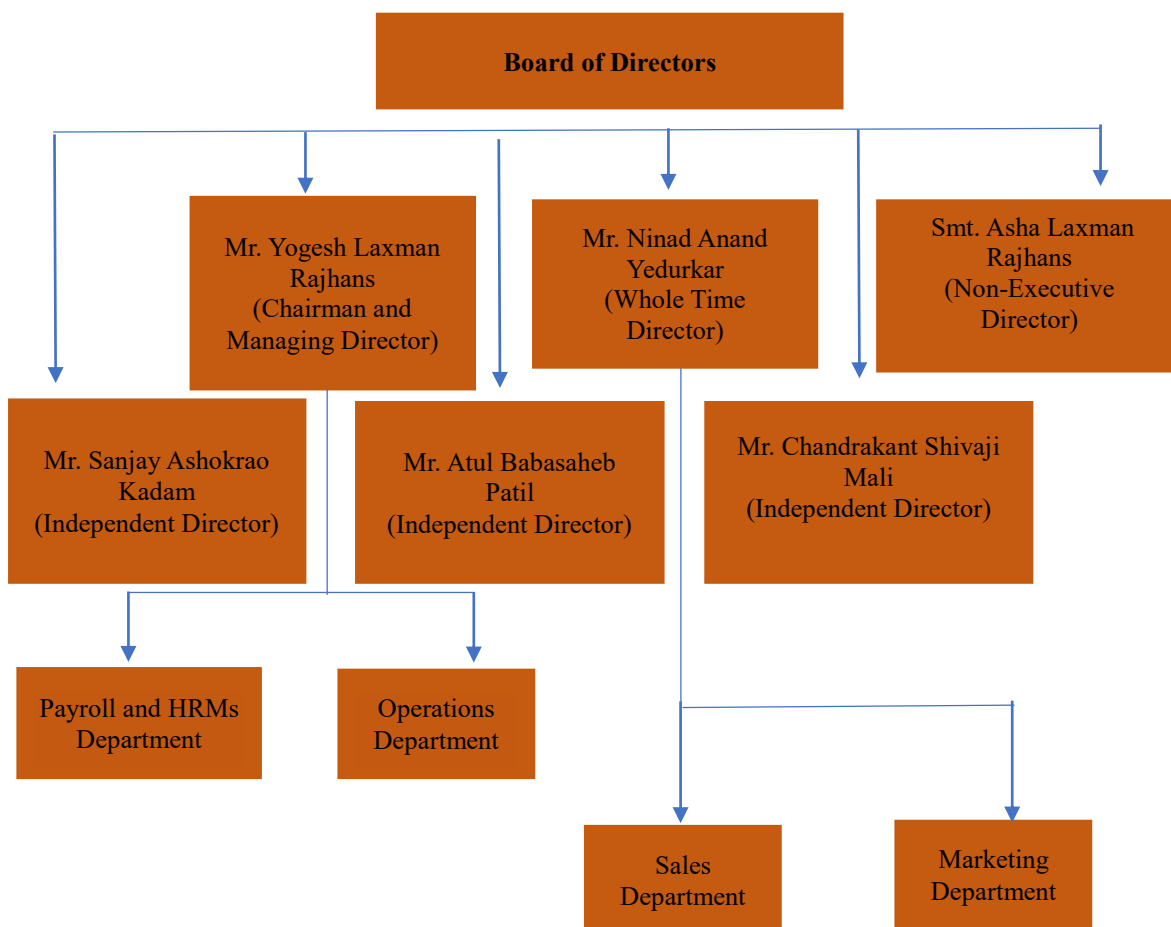 Board of Directors
Mr. Yogesh Laxman
Rajhans
(Chairman and
Managing Director)
Mr. Ninad Anand
Yedurkar
(Whole Time
Director)
Smt. Asha Laxman
Rajhans
(Non-Executive
Director)
Mr. Sanjay Ashokrao
Kadam
(Independent Director)
Mr. Atul Babasaheb
Patil
(Independent Director)
Mr. Chandrakant Shivaji
Mali
(Independent Director)
Payroll and HRMs
Department
Operations
Department
Sales
Department
Marketing
Department